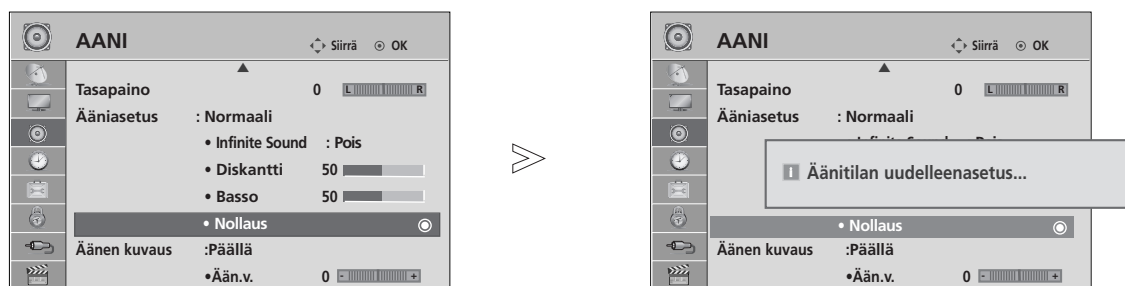 AANI Siirrä OK
Tasapaino 0 L R
Ääniasetus : Normaali
• Infinite Sound : Pois
• Diskantti 50
• Basso 50
• Nollaus
Äänen kuvaus :Päällä
•Ään.v. 0 - +
AANI Siirrä OK
Tasapaino 0 L R
Ääniasetus : Normaali
Äänitilan uudelleenasetus...
• Nollaus
Äänen kuvaus :Päällä
•Ään.v. 0 - +